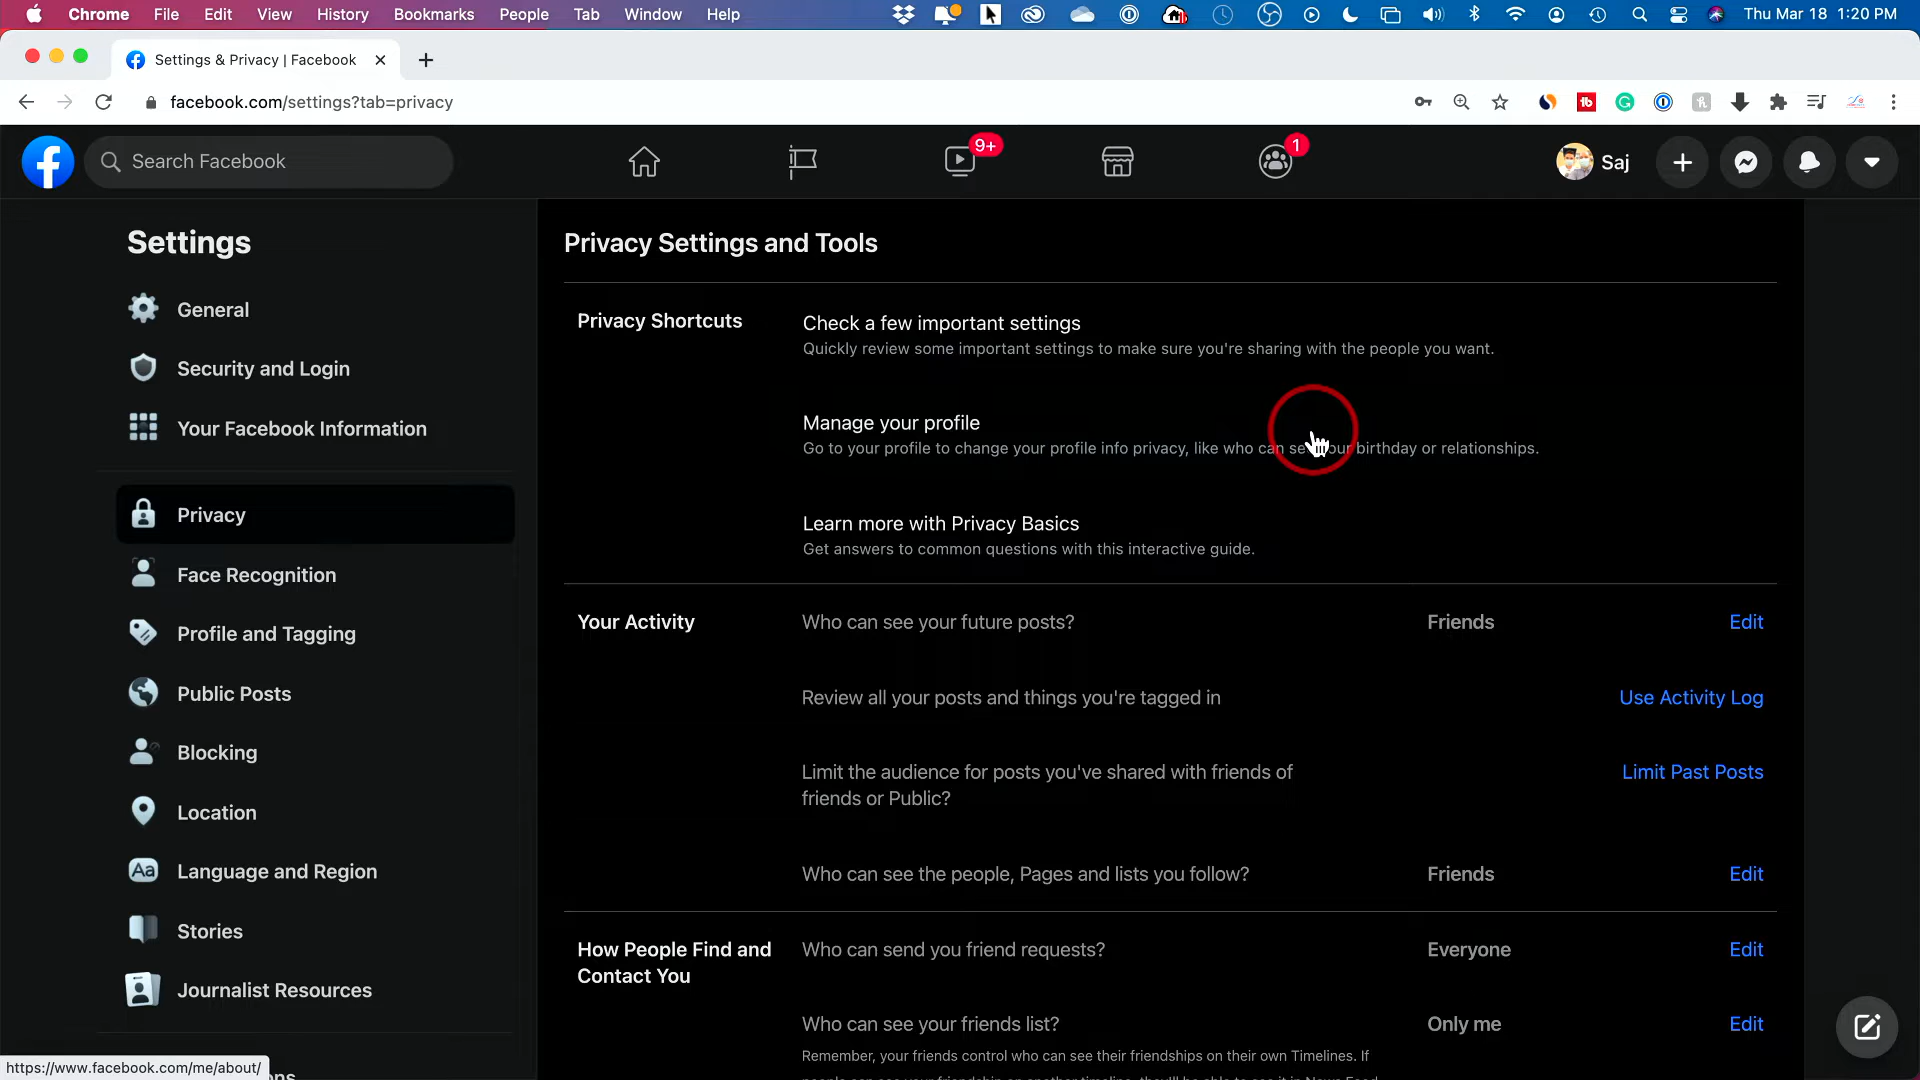 Chrome File Edit View History Bookmarks People Tab Window Help Thu Mar 18 1:20 PM
Settings & Privacy | Facebook
facebook.com/settings?tab=privacy
Search Facebook
9+
1
Saj
Settings
General
Security and Login
Your Facebook Information
Privacy
Face Recognition
Profile and Tagging
Public Posts
Blocking
Location
Aa Language and Region
Stories
Journalist Resources
https://www.facebook.com/me/about/
Privacy Settings and Tools
Privacy Shortcuts
Check a few important settings
Quickly review some important settings to make sure you're sharing with the people you want.
Manage your profile
Go to your profile to change your profile info privacy, like who can see your birthday or relationships.
Learn more with Privacy Basics
Get answers to common questions with this interactive guide.
Your Activity
Who can see your future posts? Friends Edit
Review all your posts and things you're tagged in Use Activity Log
Limit the audience for posts you've shared with friends of
friends or Public? Limit Past Posts
Who can see the people, Pages and lists you follow? Friends Edit
How People Find and
Contact You
Who can send you friend requests? Everyone Edit
Who can see your friends list? Only me Edit
Remember, your friends control who can see their friendships on their own Timelines. If